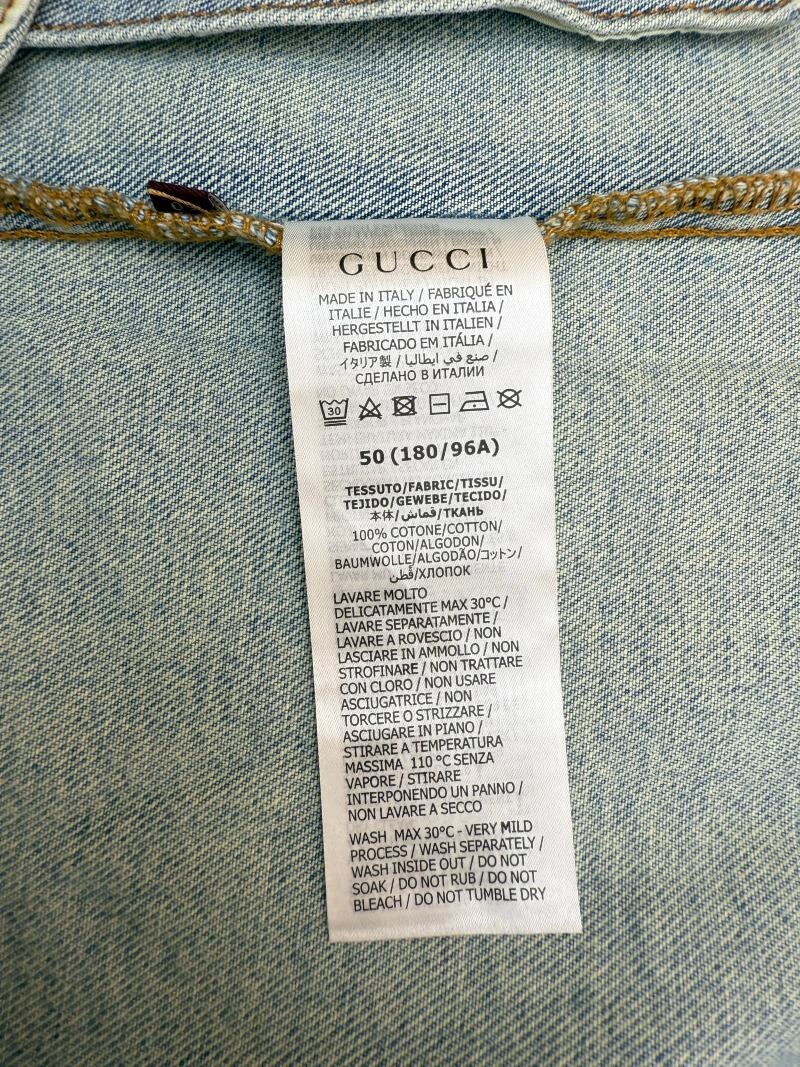 GUCCI
MADE IN ITALY / FABRIQUÉ EN
ITALIE / HECHO EN ITALIA /
HERGESTELLT IN ITALIEN /
FABRICADO EM ITÁLIA /
イタリア製 / صنع في ايطاليا /
СДЕЛАНО В ИТАЛИИ
30
50 (180/96A)
TESSUTO/FABRIC/TISSU/
TEJIDO/GEWEBE/TECIDO/
本体/قماش/ТКАНЬ
100% COTONE/COTTON/
COTON/ALGODON/
BAUMWOLLE/ALGODÃO/コットン/
قطن/ХЛОПОК
LAVARE MOLTO
DELICATAMENTE MAX 30°C /
LAVARE SEPARATAMENTE /
LAVARE A ROVESCIO / NON
LASCIARE IN AMMOLLO / NON
STROFINARE / NON TRATTARE
CON CLORO / NON USARE
ASCIUGATRICE / NON
TORCERE O STRIZZARE /
ASCIUGARE IN PIANO /
STIRARE A TEMPERATURA
MASSIMA 110 °C SENZA
VAPORE / STIRARE
INTERPONENDO UN PANNO /
NON LAVARE A SECCO
WASH MAX 30°C - VERY MILD
PROCESS / WASH SEPARATELY /
WASH INSIDE OUT / DO NOT
SOAK / DO NOT RUB / DO NOT
BLEACH / DO NOT TUMBLE DRY